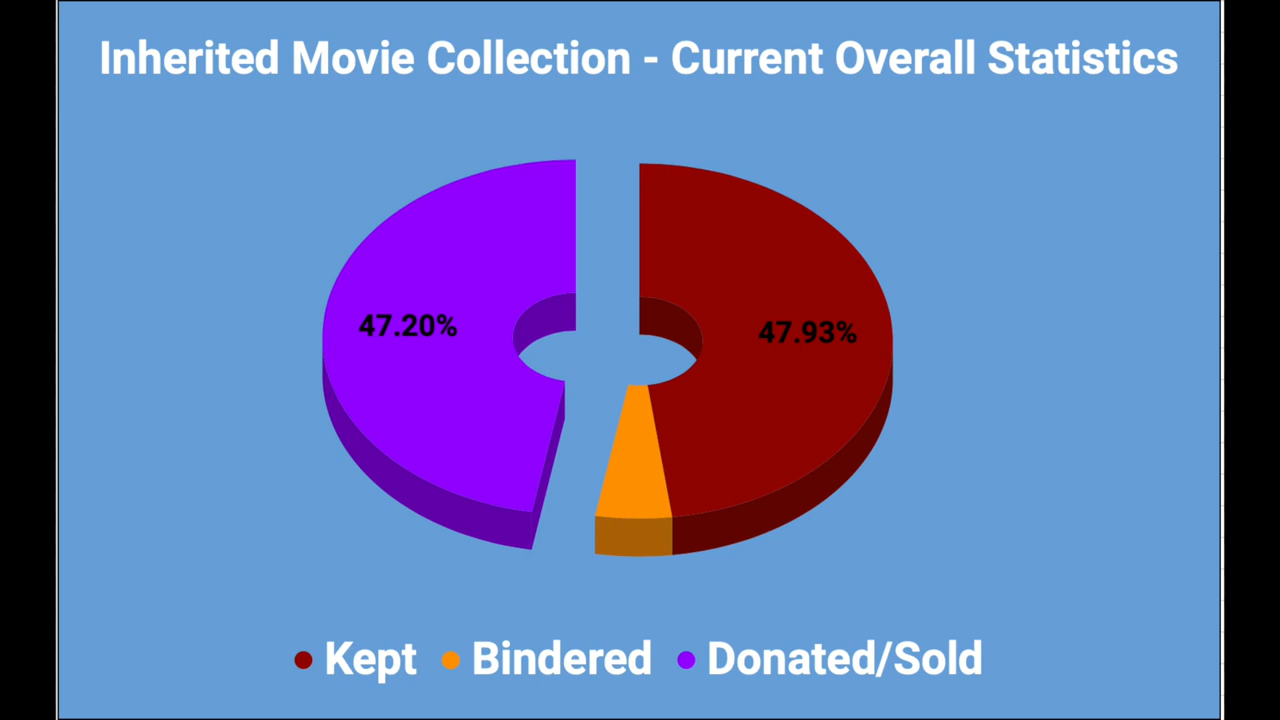 Inherited Movie Collection - Current Overall Statistics
47.20%
47.93%
Kept Bindered Donated/Sold